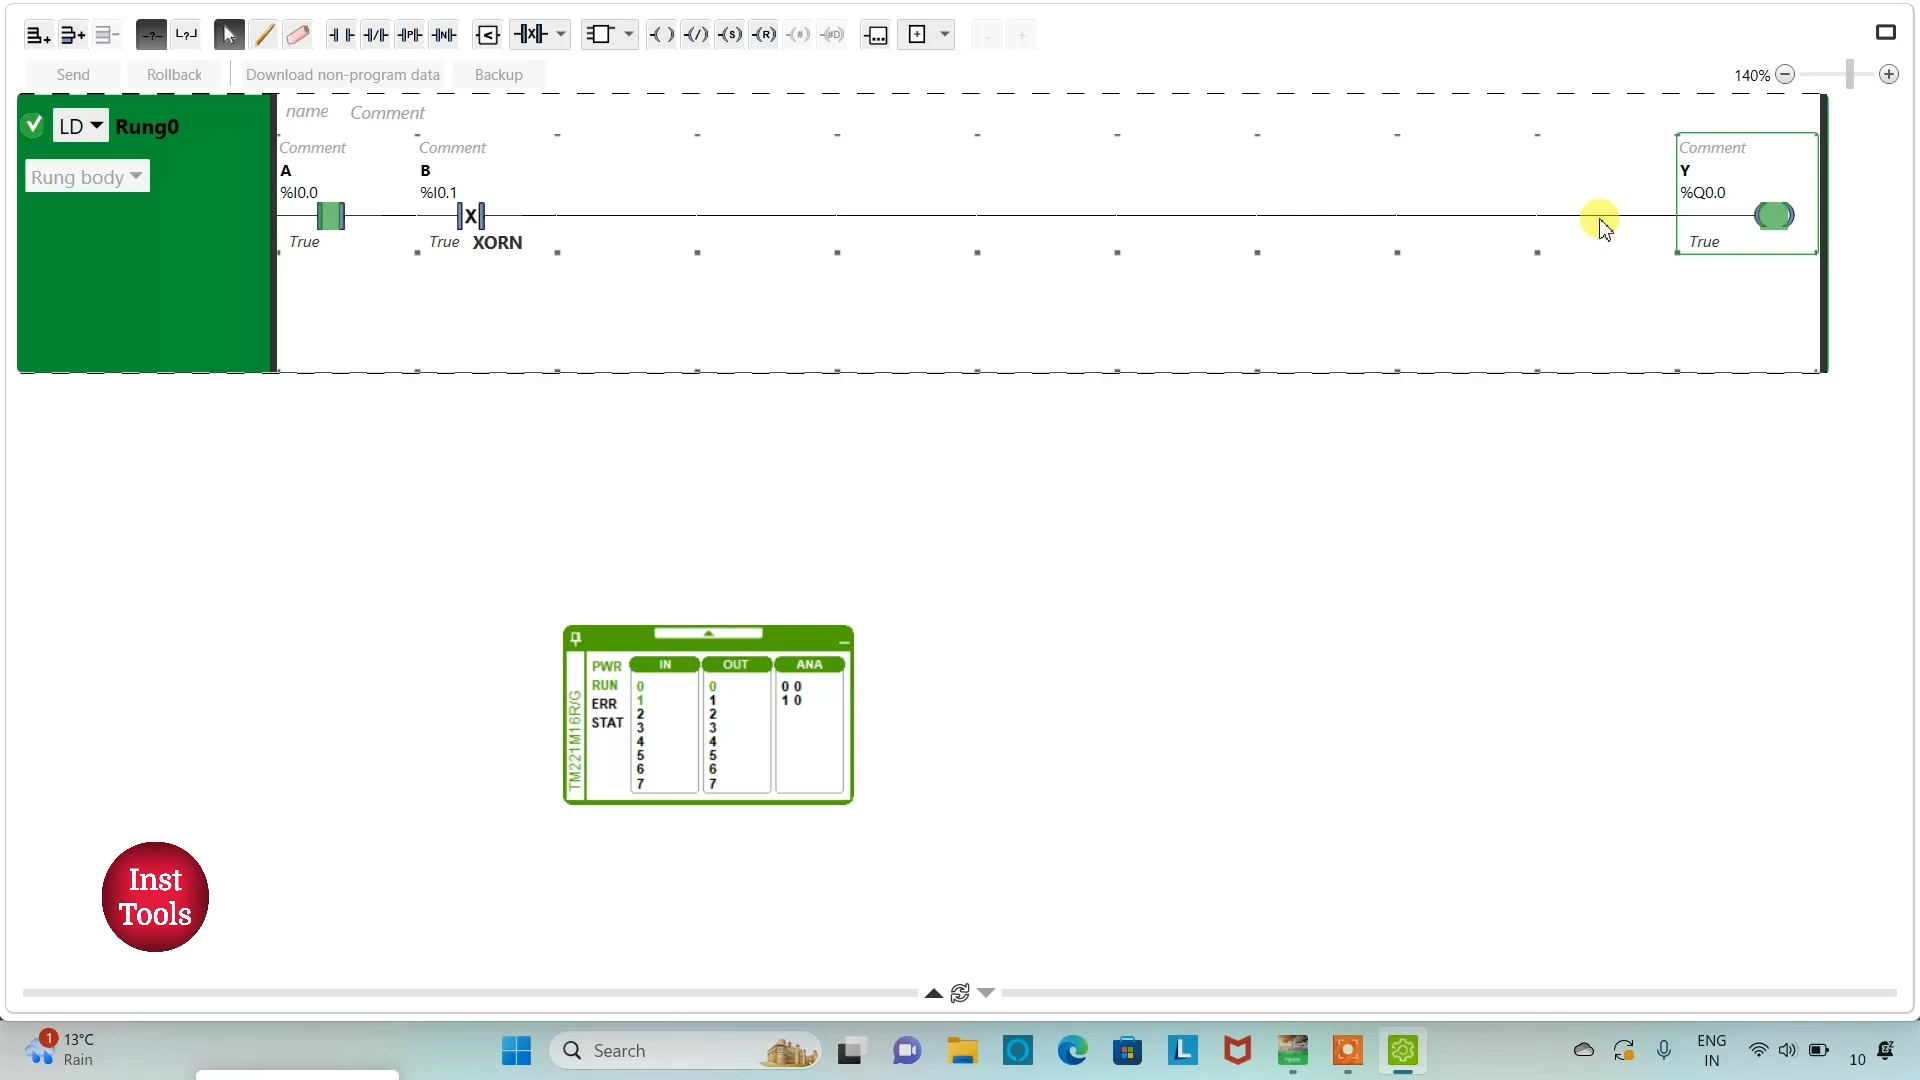 Send Rollback Download non-program data Backup 140%
LD Rung0 name Comment
Rung body
Comment Comment Comment
A B Y
%I0.0 %I0.1 %Q0.0
X
True True XORN True
TM221M16R/G
PWR IN OUT ANA
RUN 0 0 0 0
1 1 1 0
ERR 2 2
STAT 3 3
4 4
5 5
6 6
7 7
Inst
Tools
1 13°C
Rain
Search
ENG
IN
10